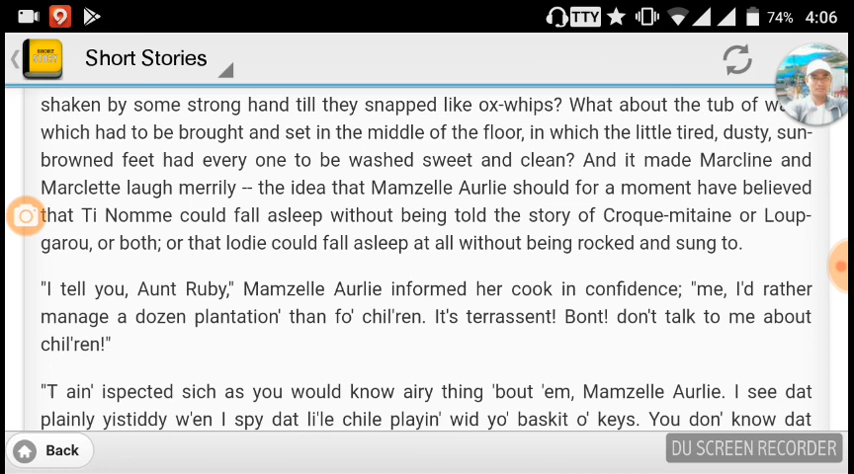 TTY 74% 4:06
Short Stories
shaken by some strong hand till they snapped like ox-whips? What about the tub of
which had to be brought and set in the middle of the floor, in which the little tired, dusty, sun-
browned feet had every one to be washed sweet and clean? And it made Marcline and
Marclette laugh merrily -- the idea that Mamzelle Aurlie should for a moment have believed
that Ti Nomme could fall asleep without being told the story of Croque-mitaine or Loup-
garou, or both; or that lodie could fall asleep at all without being rocked and sung to.
"I tell you, Aunt Ruby," Mamzelle Aurlie informed her cook in confidence; "me, I'd rather
manage a dozen plantation' than fo' chil'ren. It's terrassent! Bont! don't talk to me about
chil'ren!"
"T ain' ispected sich as you would know airy thing 'bout 'em, Mamzelle Aurlie. I see dat
plainly yistiddy w'en I spy dat li'le chile playin' wid yo' baskit o' keys. You don' know dat
Back
DU SCREEN RECORDER